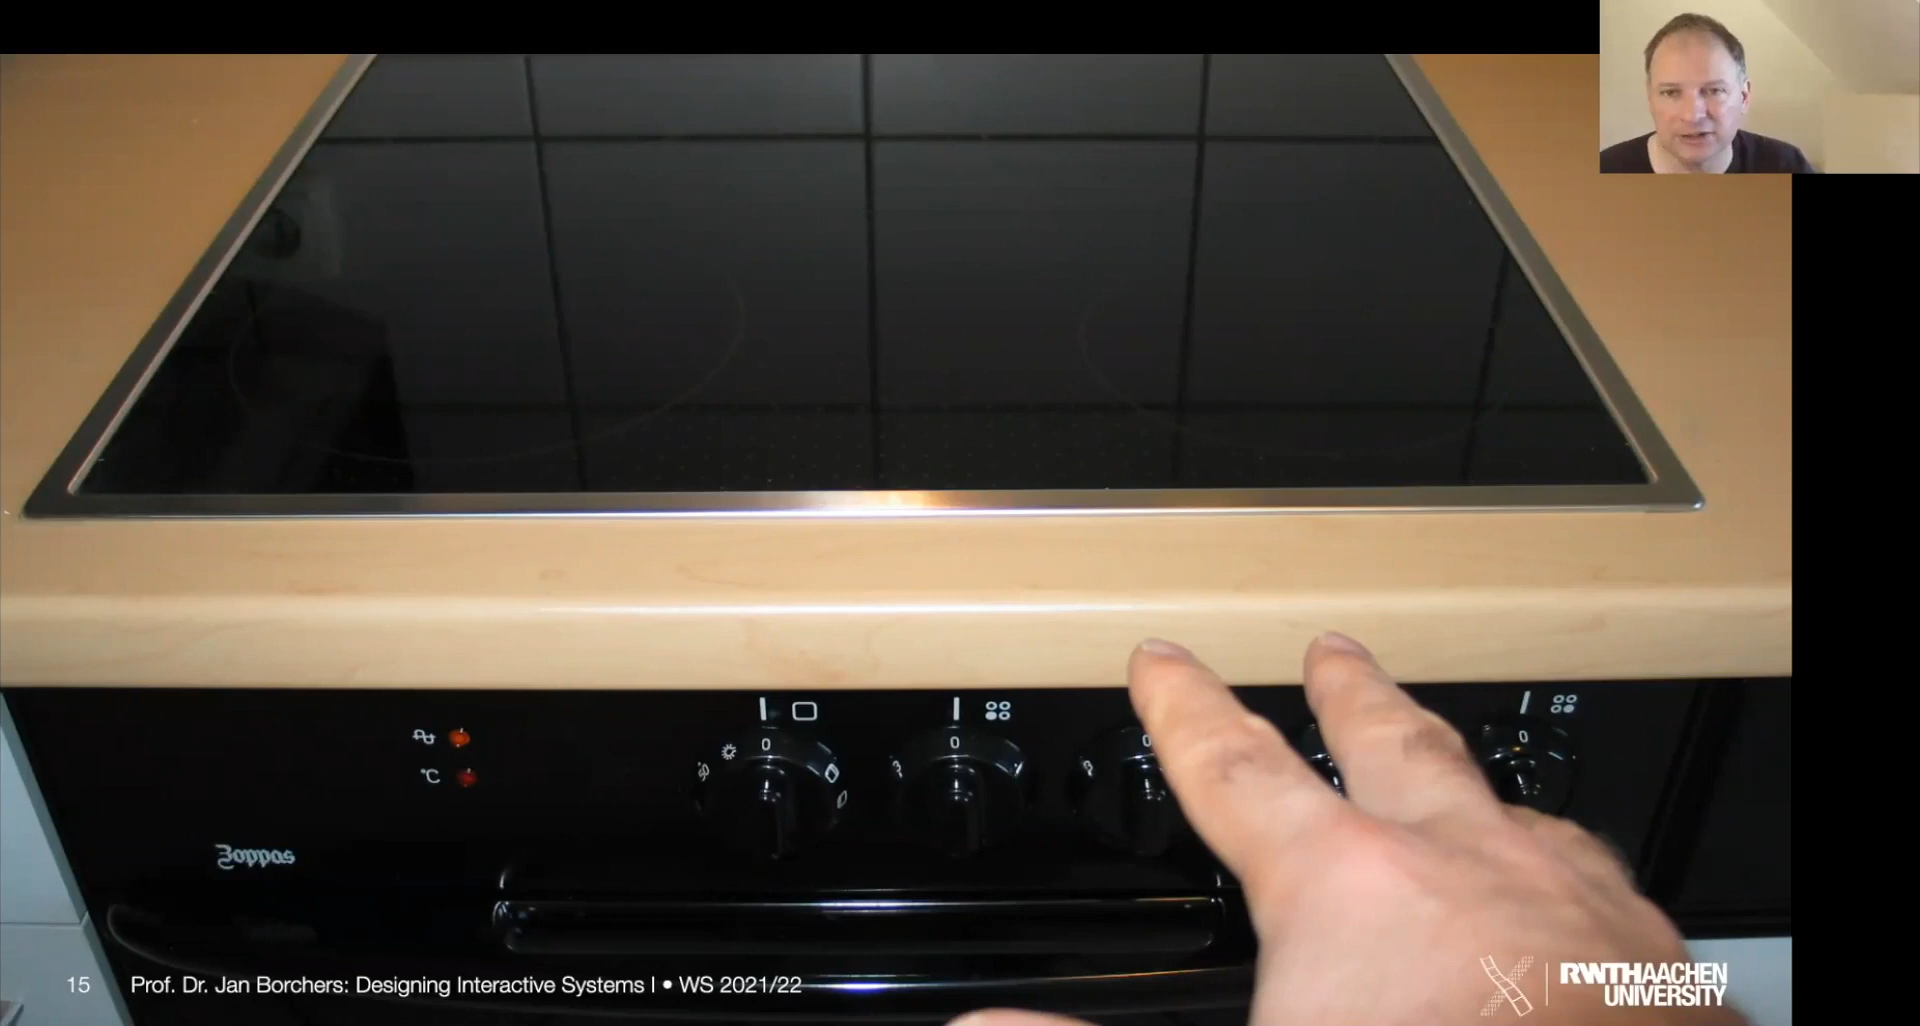 0
0
0
0
°C
Zoppas
15
Prof. Dr. Jan Borchers: Designing Interactive Systems I • WS 2021/22
RWTHAACHEN
UNIVERSITY